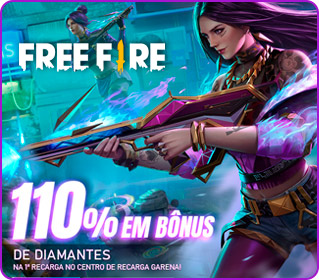 FREE FIRE
110% EM BÔNUS
DE DIAMANTES
NA 1ª RECARGA NO CENTRO DE RECARGA GARENA!